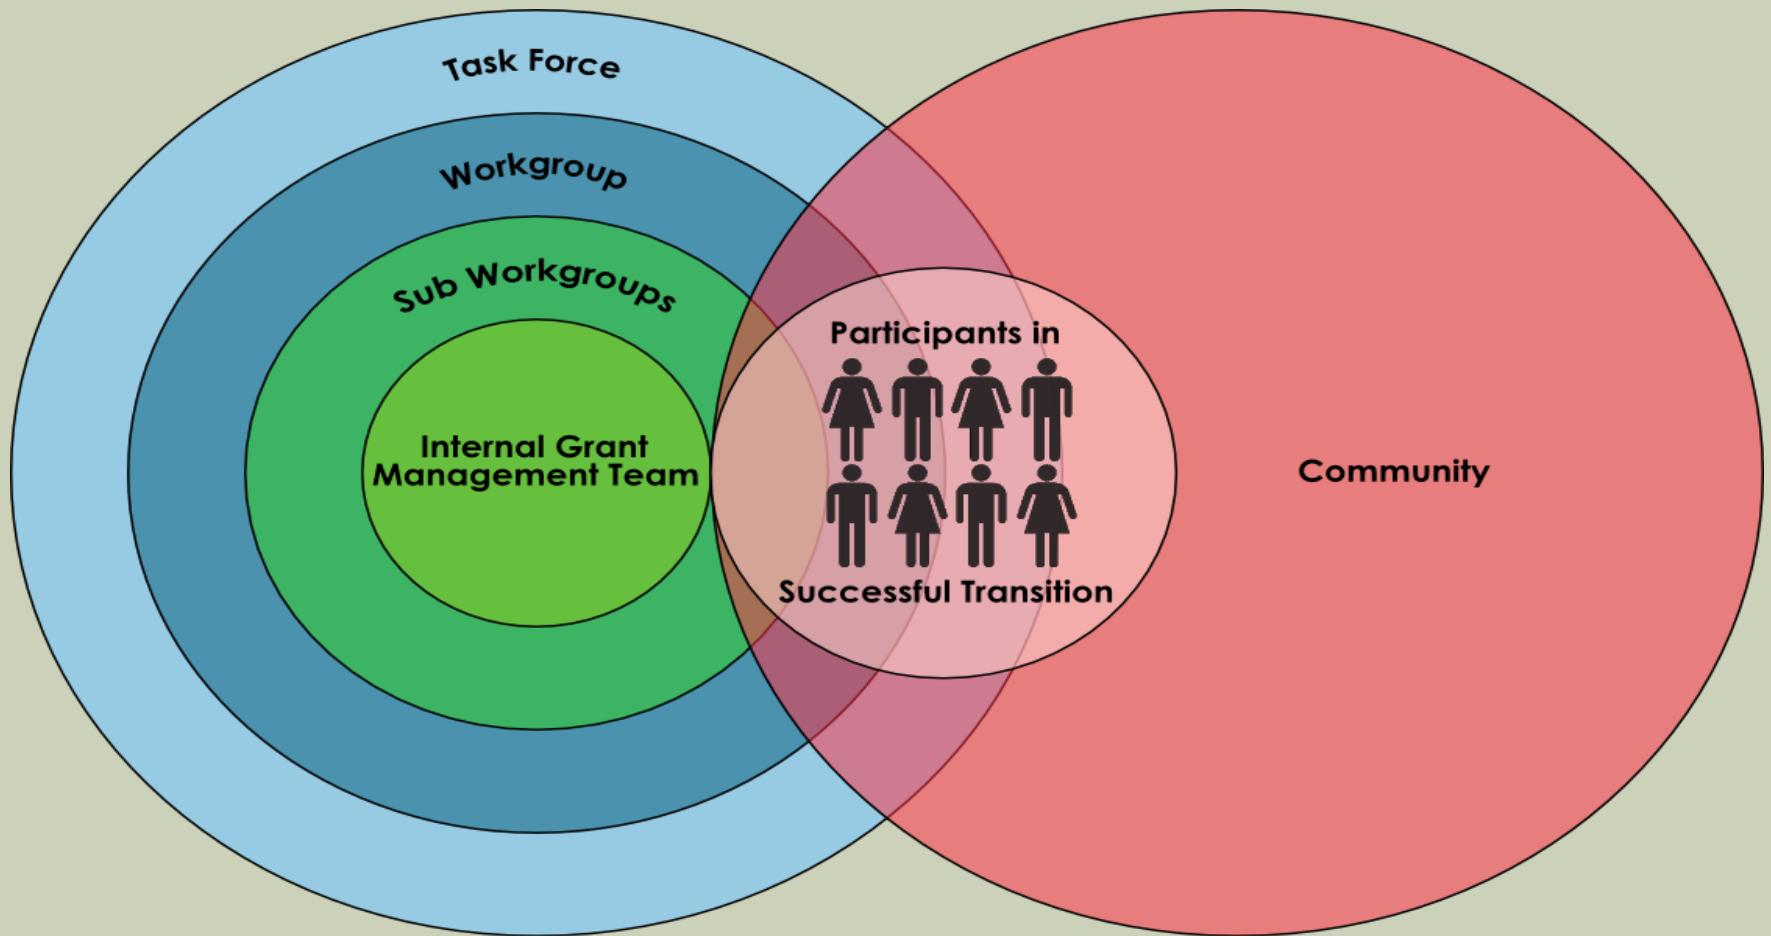 Task Force
Workgroup
Sub Workgroups
Internal Grant
Management Team
Participants in
Successful Transition
Community